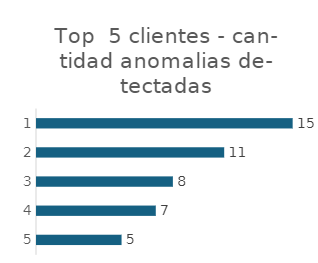 Top  5 clientes - can-
tidad anomalias de-
tectadas
1 15
2 11
3 8
4 7
5 5